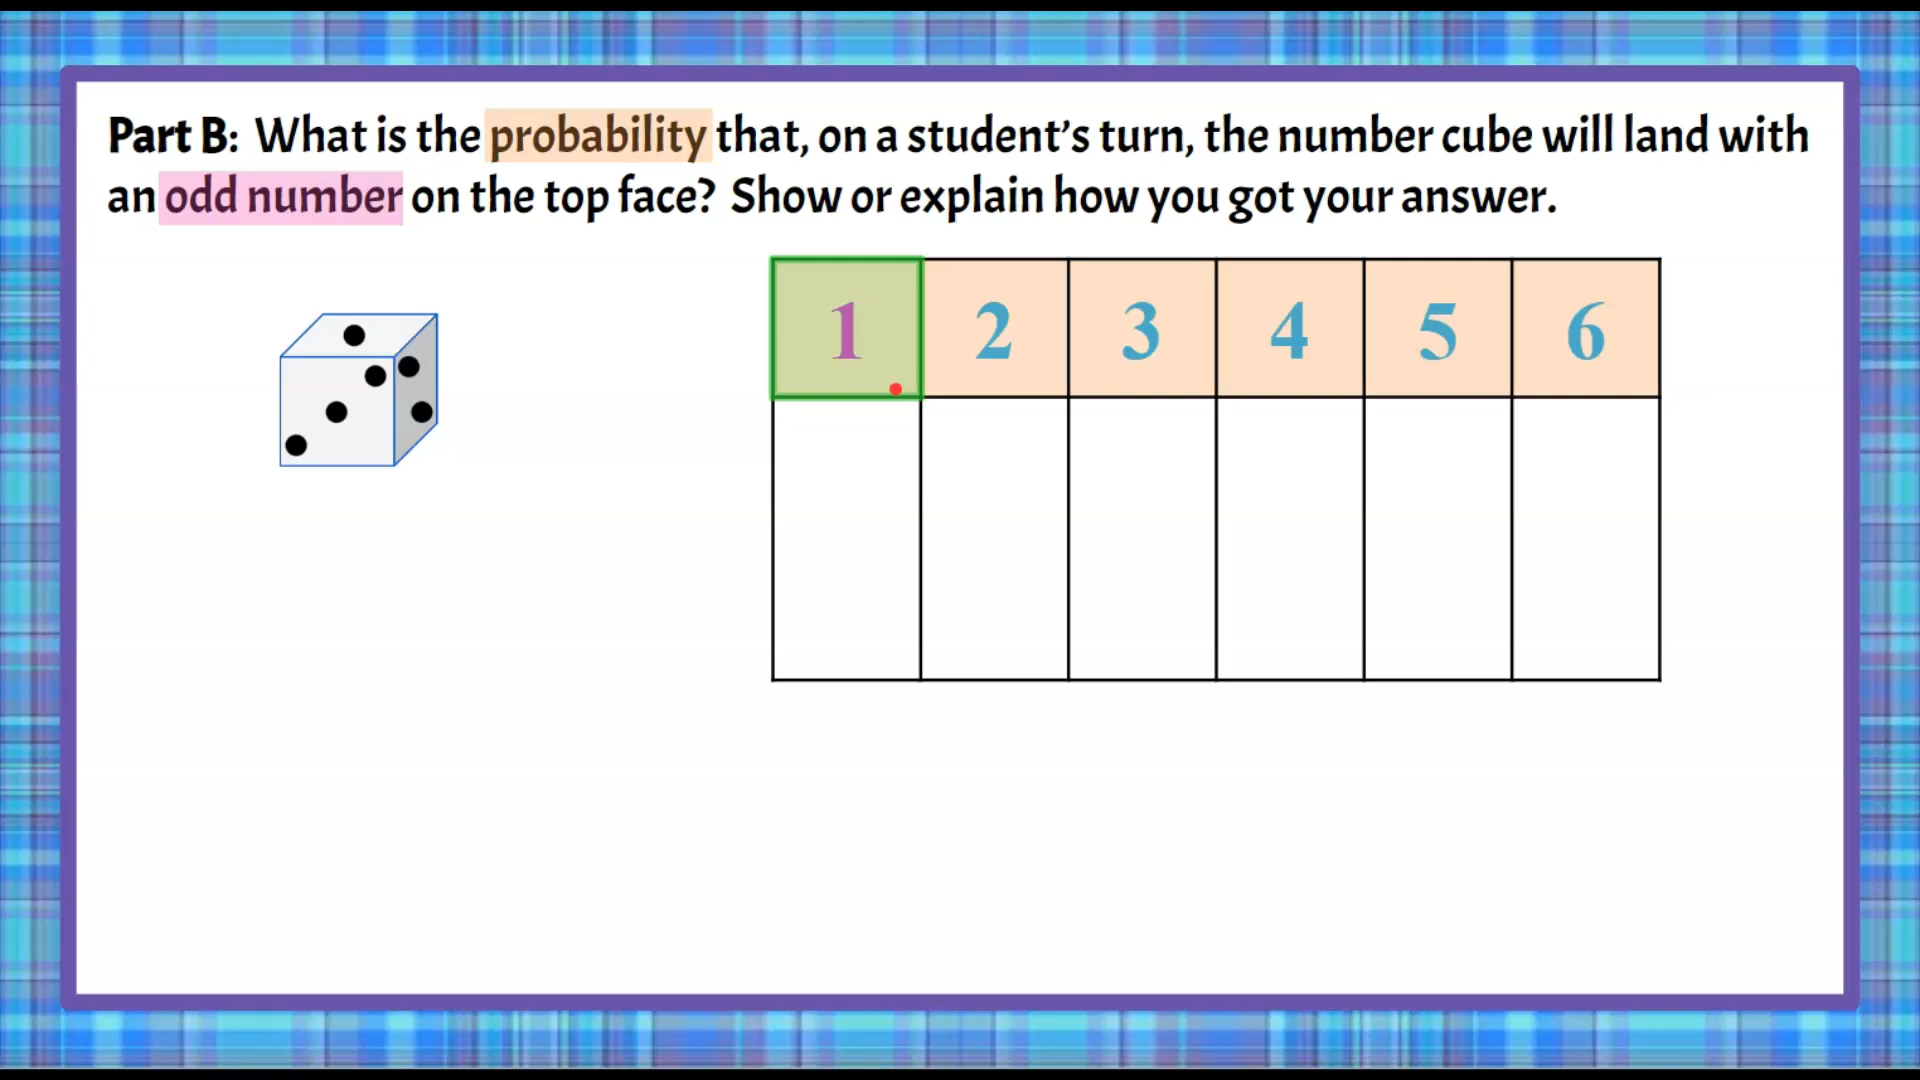 Part B: What is the probability that, on a student’s turn, the number cube will land with
an odd number on the top face? Show or explain how you got your answer.
1 2 3 4 5 6